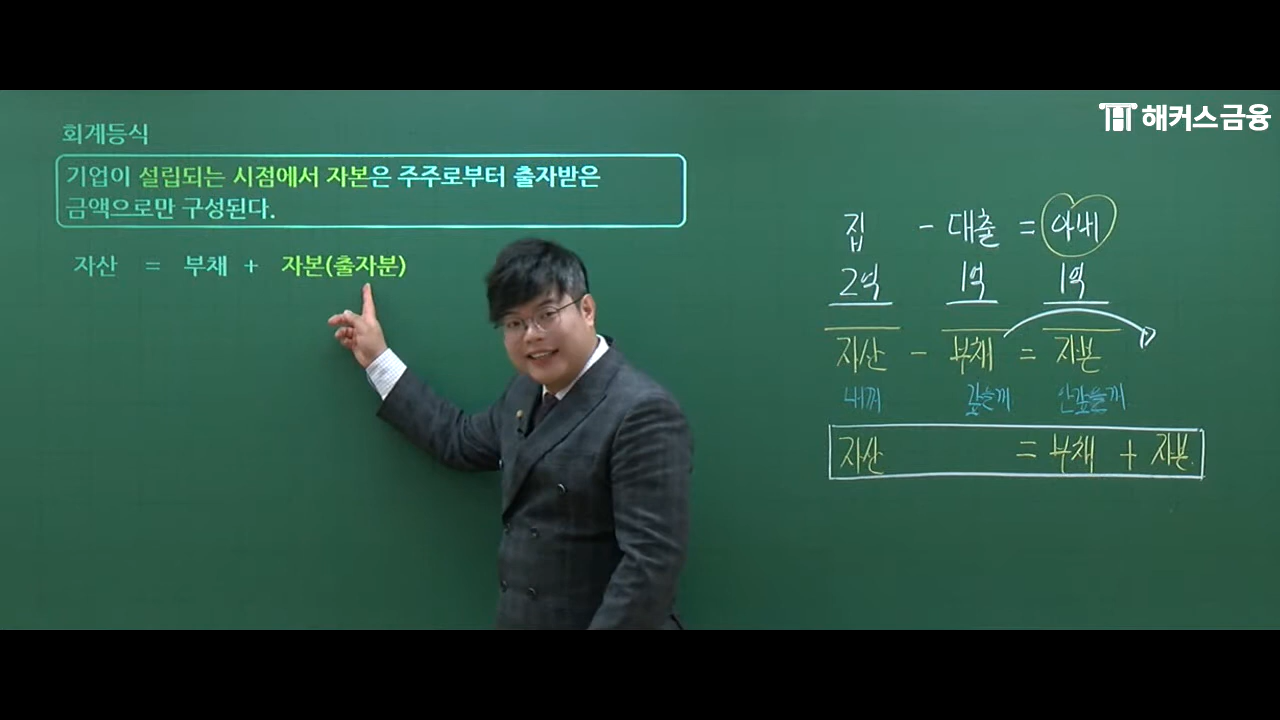 해커스금융
회계등식
기업이 설립되는 시점에서 자본은 주주로부터 출자받은
금액으로만 구성된다.
자산 = 부채 + 자본(출자분)
집 - 대출 = 아내
2억 1억 1억
자산 - 부채 = 자본
내꺼 갚을꺼 안갚을꺼
자산 = 부채 + 자본